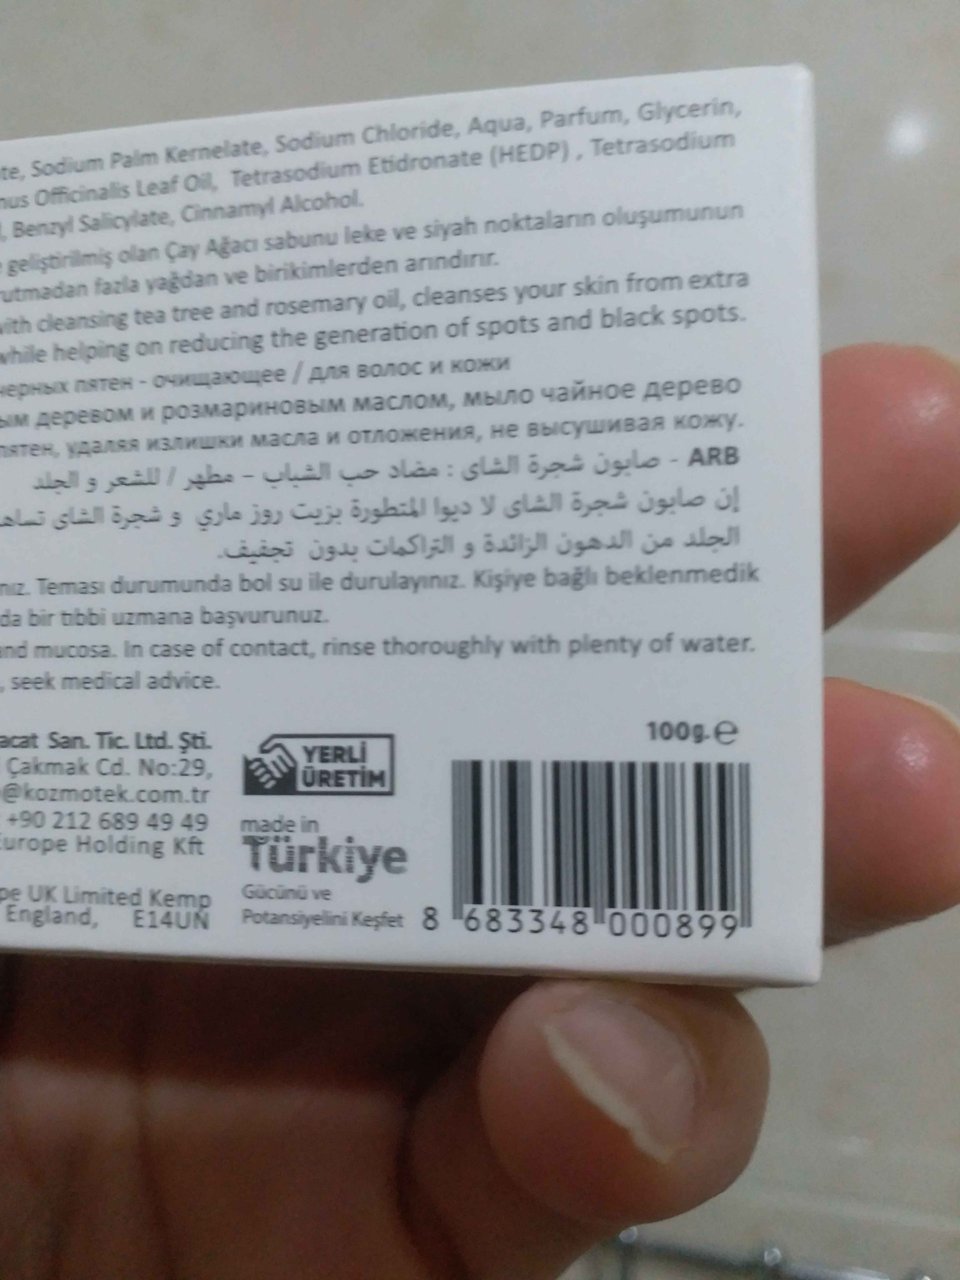 te, Sodium Palm Kernelate, Sodium Chloride, Aqua, Parfum, Glycerin,
nus Officinalis Leaf Oil, Tetrasodium Etidronate (HEDP) , Tetrasodium
l, Benzyl Salicylate, Cinnamyl Alcohol.
geliştirilmiş olan Çay Ağacı sabunu leke ve siyah noktaların oluşumunun
rutmadan fazla yağdan ve birikimlerden arındırır.
with cleansing tea tree and rosemary oil, cleanses your skin from extra
while helping on reducing the generation of spots and black spots.
черных пятен - очищающее / для волос и кожи
ым деревом и розмариновым маслом, мыло чайное дерево
пятен, удаляя излишки масла и отложения, не высушивая кожу.
ARB - صابون شجرة الشاى : مضاد حب الشباب – مطهر / للشعر و الجلد
إن صابون شجرة الشاى لا ديوا المتطورة بزيت روز ماري و شجرة الشاى تساه
الجلد من الدهون الزائدة و التراكمات بدون تجفيف.
nız. Teması durumunda bol su ile durulayınız. Kişiye bağlı beklenmedik
da bir tıbbi uzmana başvurunuz.
and mucosa. In case of contact, rinse thoroughly with plenty of water.
, seek medical advice.
acat San. Tic. Ltd. Şti.
Çakmak Cd. No:29,
@kozmotek.com.tr
+90 212 689 49 49
Europe Holding Kft
pe UK Limited Kemp
England, E14UN
YERLİ
ÜRETİM
made in
Türkiye
Gücünü ve
Potansiyelini Keşfet
100g.℮
8 683348 000899